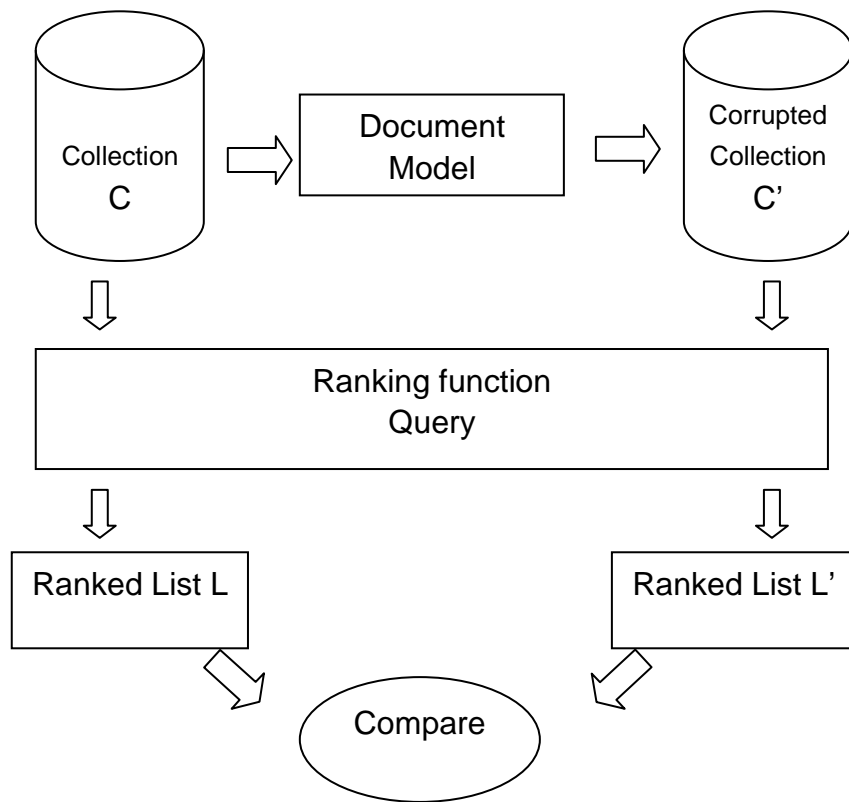 Collection
C
Document
Model
Corrupted
Collection
C’
Ranking function
Query
Ranked List L
Ranked List L’
Compare